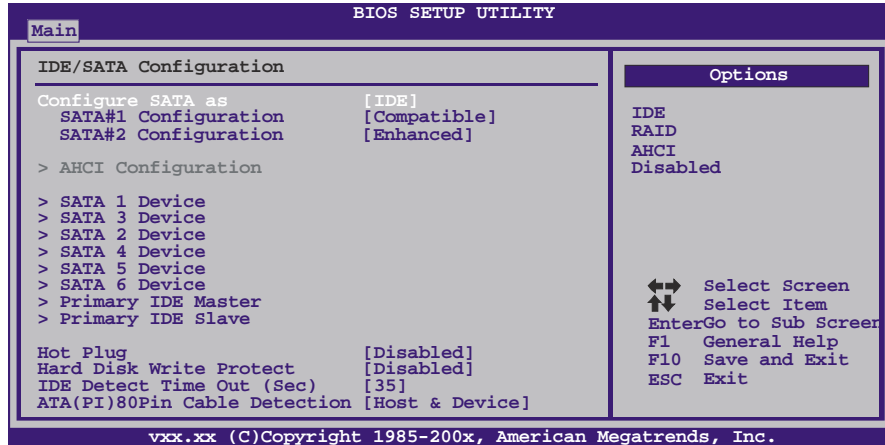 BIOS SETUP UTILITY
Main
IDE/SATA Configuration
Configure SATA as [IDE]
SATA#1 Configuration [Compatible]
SATA#2 Configuration [Enhanced]
> AHCI Configuration
> SATA 1 Device
> SATA 3 Device
> SATA 2 Device
> SATA 4 Device
> SATA 5 Device
> SATA 6 Device
> Primary IDE Master
> Primary IDE Slave
Hot Plug [Disabled]
Hard Disk Write Protect [Disabled]
IDE Detect Time Out (Sec) [35]
ATA(PI)80Pin Cable Detection [Host & Device]
Options
IDE
RAID
AHCI
Disabled
Select Screen
Select Item
EnterGo to Sub Screen
F1 General Help
F10 Save and Exit
ESC Exit
vxx.xx (C)Copyright 1985-200x, American Megatrends, Inc.